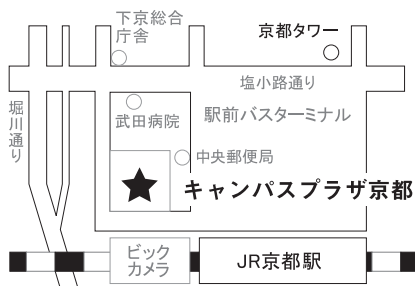 下京総合
庁舎
京都タワー
塩小路通り
堀川通り
武田病院
駅前バスターミナル
中央郵便局
キャンパスプラザ京都
ビック
カメラ
JR京都駅